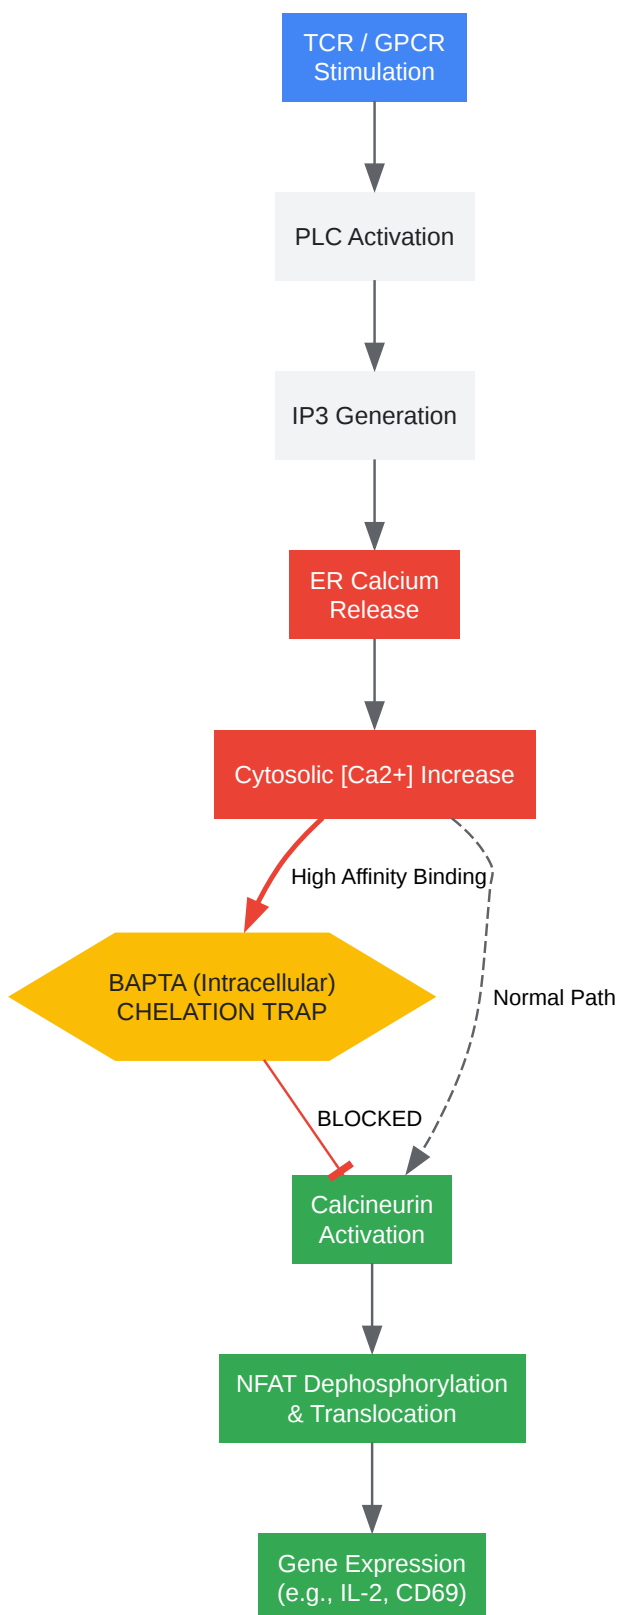 TCR / GPCR
Stimulation
PLC Activation
IP3 Generation
ER Calcium
Release
Cytosolic [Ca2+] Increase
High Affinity Binding
BAPTA (Intracellular)
CHELATION TRAP
Normal Path
BLOCKED
Calcineurin
Activation
NFAT Dephosphorylation
& Translocation
Gene Expression
(e.g., IL-2, CD69)